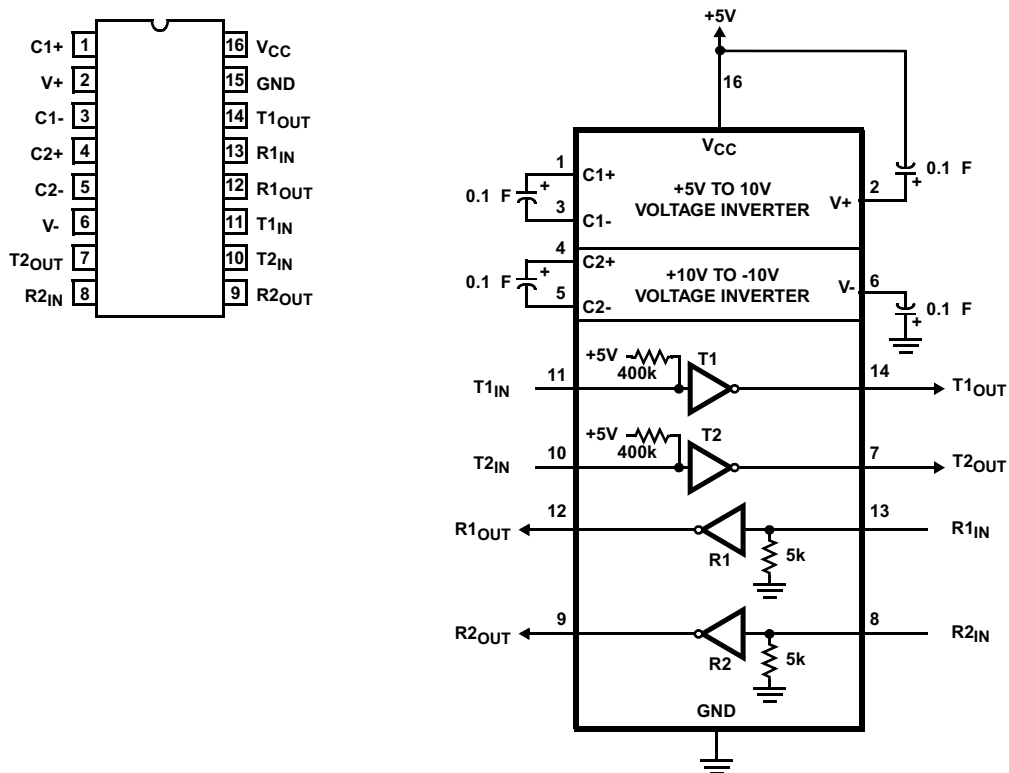 C1+ 1
V+ 2
C1- 3
C2+ 4
C2- 5
V- 6
T2OUT 7
R2IN 8
16 VCC
15 GND
14 T1OUT
13 R1IN
12 R1OUT
11 T1IN
10 T2IN
9 R2OUT
+5V
16
VCC
1
C1+
0.1 F
+
3
C1-
+5V TO 10V
VOLTAGE INVERTER
2
V+
0.1 F
+
4
C2+
0.1 F
+
5
C2-
+10V TO -10V
VOLTAGE INVERTER
6
V-
0.1 F
+
+5V
400k
T1
T1IN
11
14
T1OUT
+5V
400k
T2
T2IN
10
7
T2OUT
R1OUT
12
R1
5k
13
R1IN
R2OUT
9
R2
5k
8
R2IN
GND